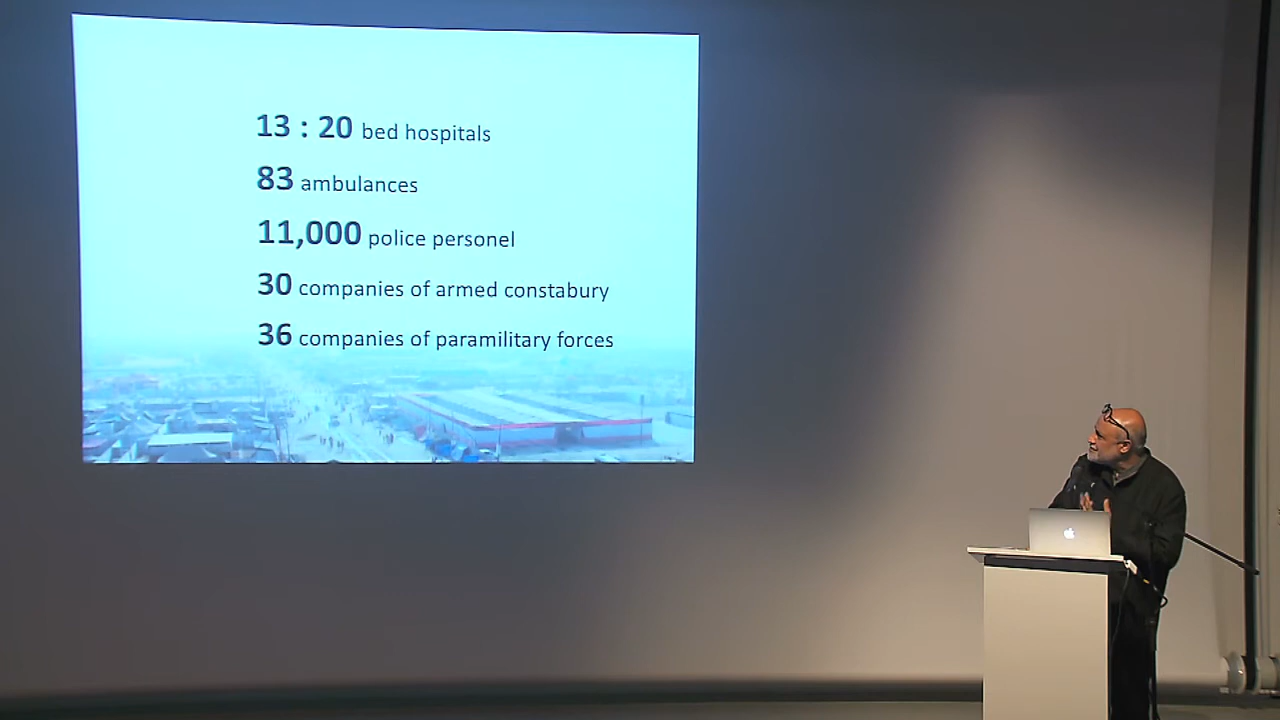 13 : 20 bed hospitals
83 ambulances
11,000 police personel
30 companies of armed constabury
36 companies of paramilitary forces